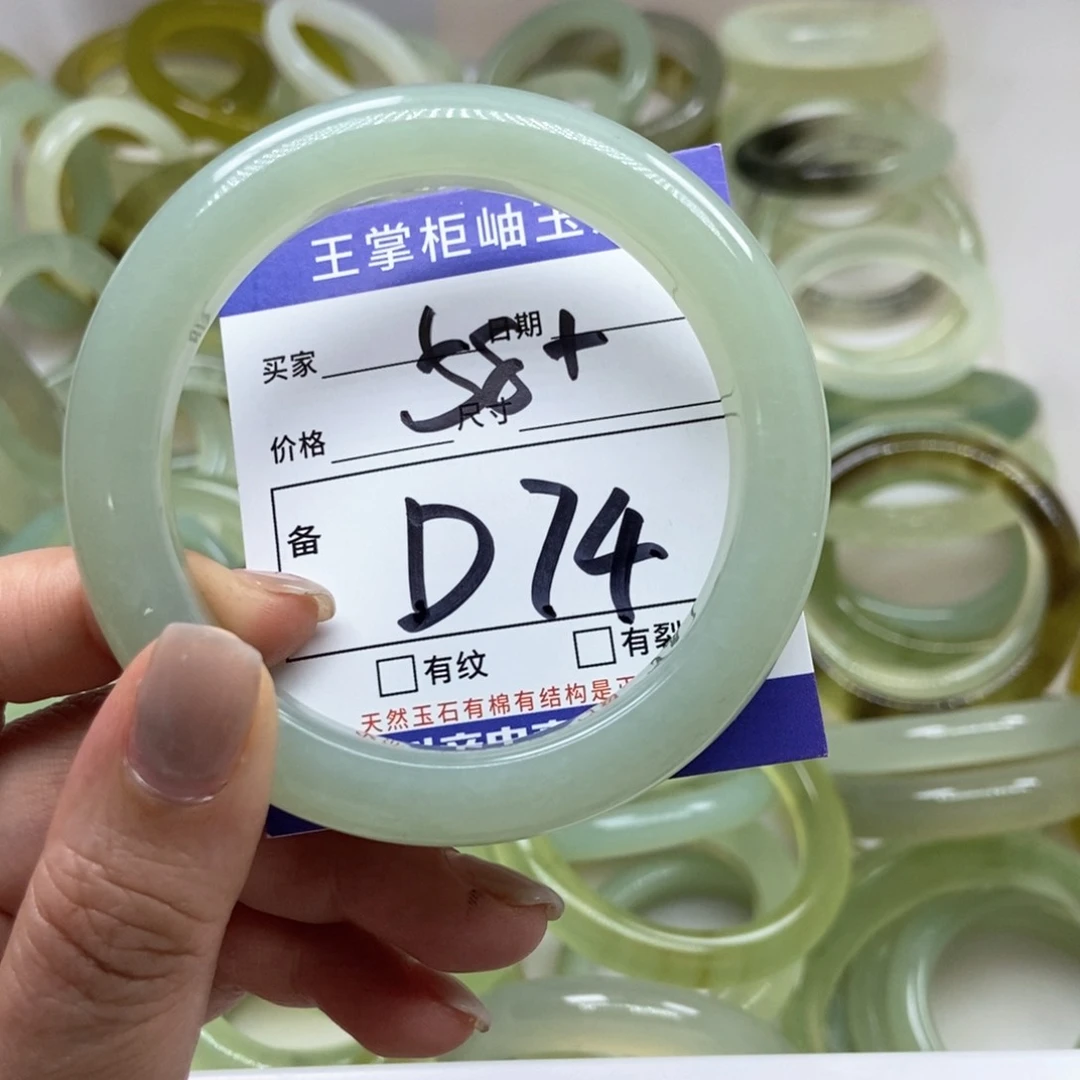 王掌柜岫玉
日期
买家
58+
尺寸
价格
备
D74
有纹 有裂
天然玉石有棉有结构是正